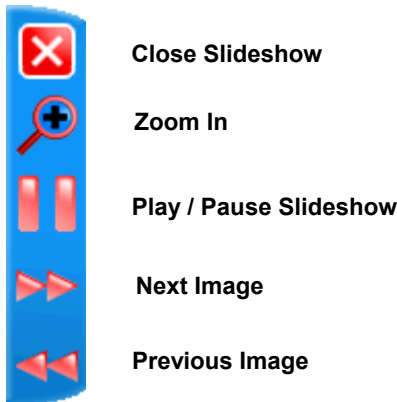 Close Slideshow
Zoom In
Play / Pause Slideshow
Next Image
Previous Image